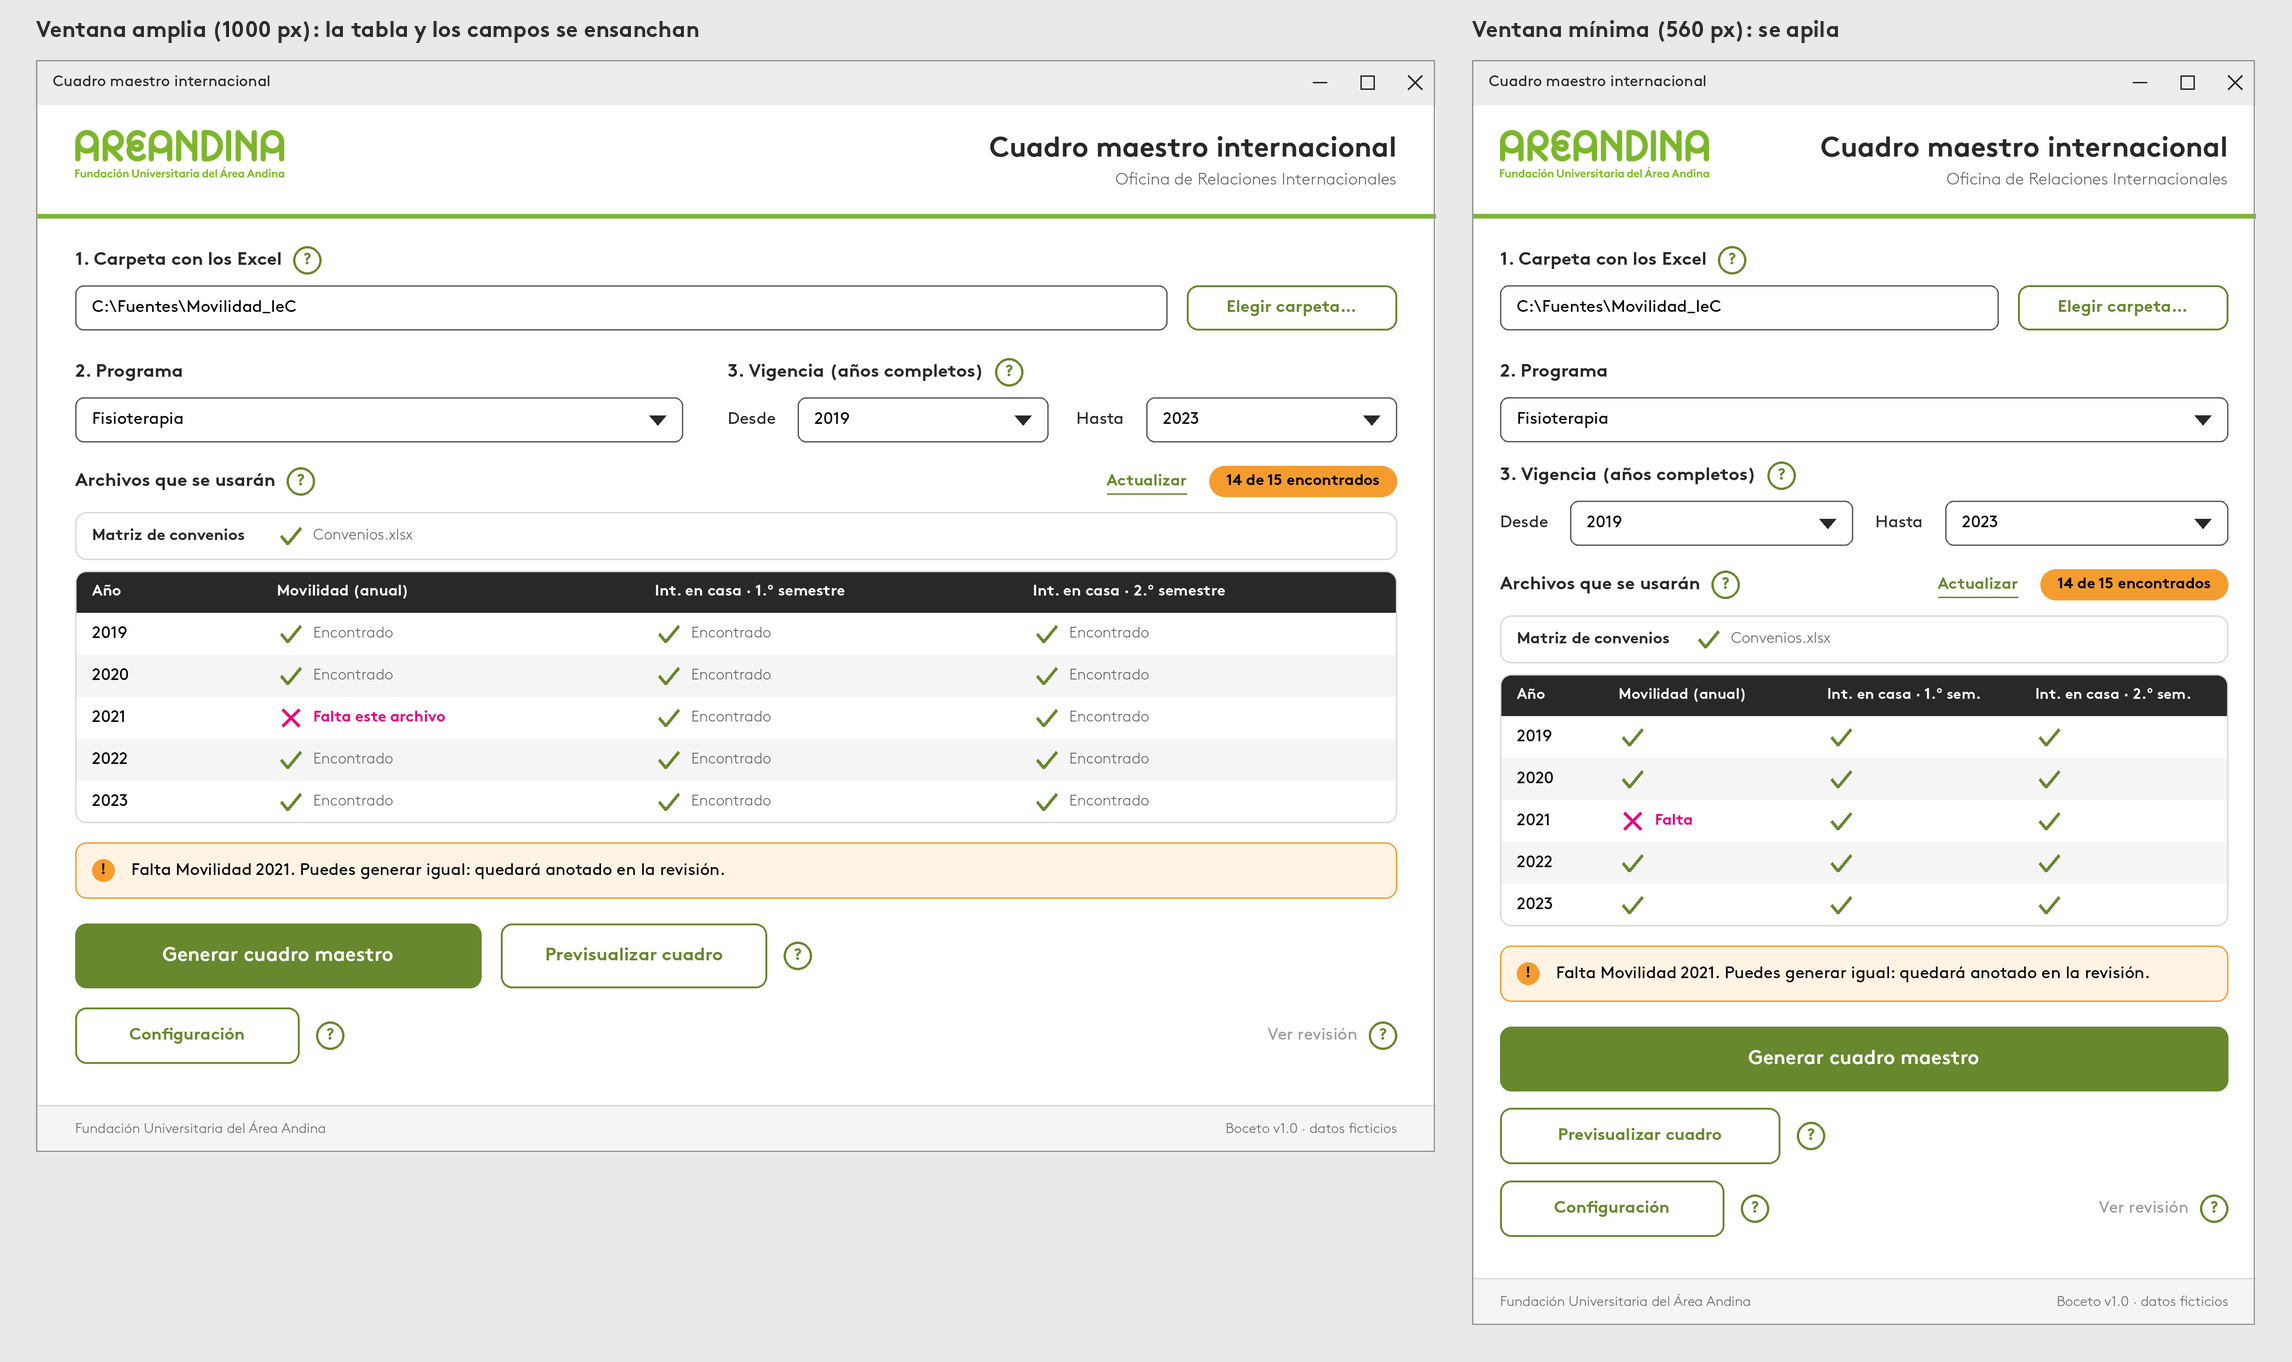 Ventana amplia (1000 px): la tabla y los campos se ensanchan
Cuadro maestro internacional
AREANDINA
Fundación Universitaria del Área Andina
Cuadro maestro internacional
Oficina de Relaciones Internacionales
1. Carpeta con los Excel ?
C:\Fuentes\Movilidad_IeC
Elegir carpeta...
2. Programa
3. Vigencia (años completos) ?
Fisioterapia
Desde 2019 Hasta 2023
Archivos que se usarán ?
Actualizar 14 de 15 encontrados
Matriz de convenios Convenios.xlsx
Año Movilidad (anual) Int. en casa · 1.º semestre Int. en casa · 2.º semestre
2019 Encontrado Encontrado Encontrado
2020 Encontrado Encontrado Encontrado
2021 Falta este archivo Encontrado Encontrado
2022 Encontrado Encontrado Encontrado
2023 Encontrado Encontrado Encontrado
! Falta Movilidad 2021. Puedes generar igual: quedará anotado en la revisión.
Generar cuadro maestro Previsualizar cuadro ?
Configuración ? Ver revisión ?
Fundación Universitaria del Área Andina Boceto v1.0 · datos ficticios
Ventana mínima (560 px): se apila
Cuadro maestro internacional
AREANDINA
Fundación Universitaria del Área Andina
Cuadro maestro internacional
Oficina de Relaciones Internacionales
1. Carpeta con los Excel ?
C:\Fuentes\Movilidad_IeC
Elegir carpeta...
2. Programa
Fisioterapia
3. Vigencia (años completos) ?
Desde 2019 Hasta 2023
Archivos que se usarán ?
Actualizar 14 de 15 encontrados
Matriz de convenios Convenios.xlsx
Año Movilidad (anual) Int. en casa · 1.º sem. Int. en casa · 2.º sem.
2019
2020
2021 Falta
2022
2023
! Falta Movilidad 2021. Puedes generar igual: quedará anotado en la revisión.
Generar cuadro maestro
Previsualizar cuadro ?
Configuración ? Ver revisión ?
Fundación Universitaria del Área Andina Boceto v1.0 · datos ficticios